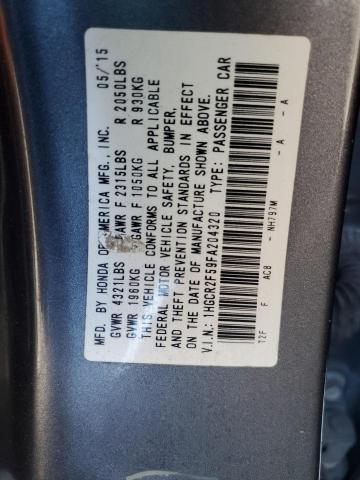 MFD. BY HONDA OF AMERICA MFG., INC. 05/'15
GVWR 4321LBS GAWR F 2315LBS R 2050LBS
GVWR 1960KG GAWR F 1050KG R 930KG
THIS VEHICLE CONFORMS TO ALL APPLICABLE
FEDERAL MOTOR VEHICLE SAFETY, BUMPER,
AND THEFT PREVENTION STANDARDS IN EFFECT
ON THE DATE OF MANUFACTURE SHOWN ABOVE.
V.I.N.: 1HGCR2F59FA204320 TYPE: PASSENGER CAR
NH797M
T2F F AC8 - A - A